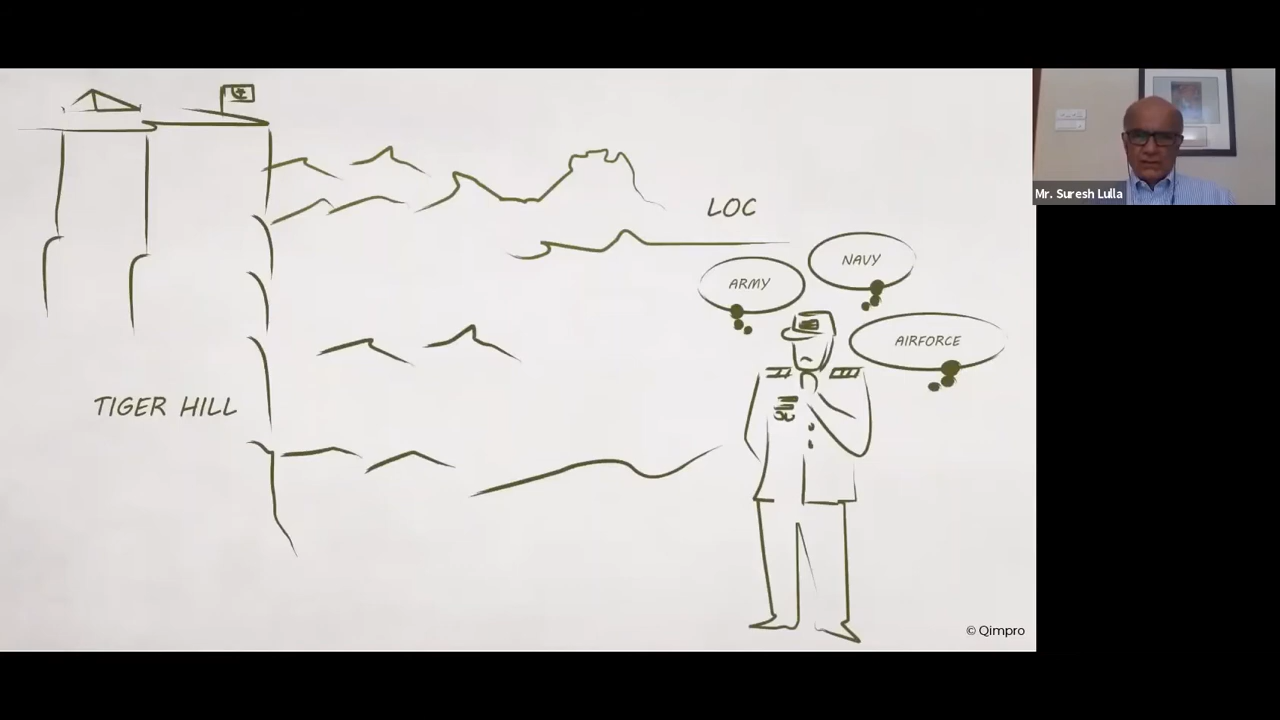 LOC
NAVY
ARMY
AIRFORCE
TIGER HILL
© Qimpro
Mr. Suresh Lulla